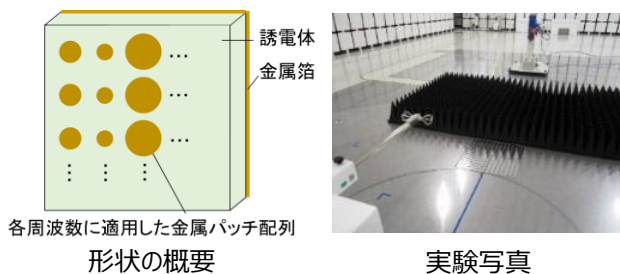 誘電体
金属箔
各周波数に適用した金属パッチ配列
形状の概要
実験写真